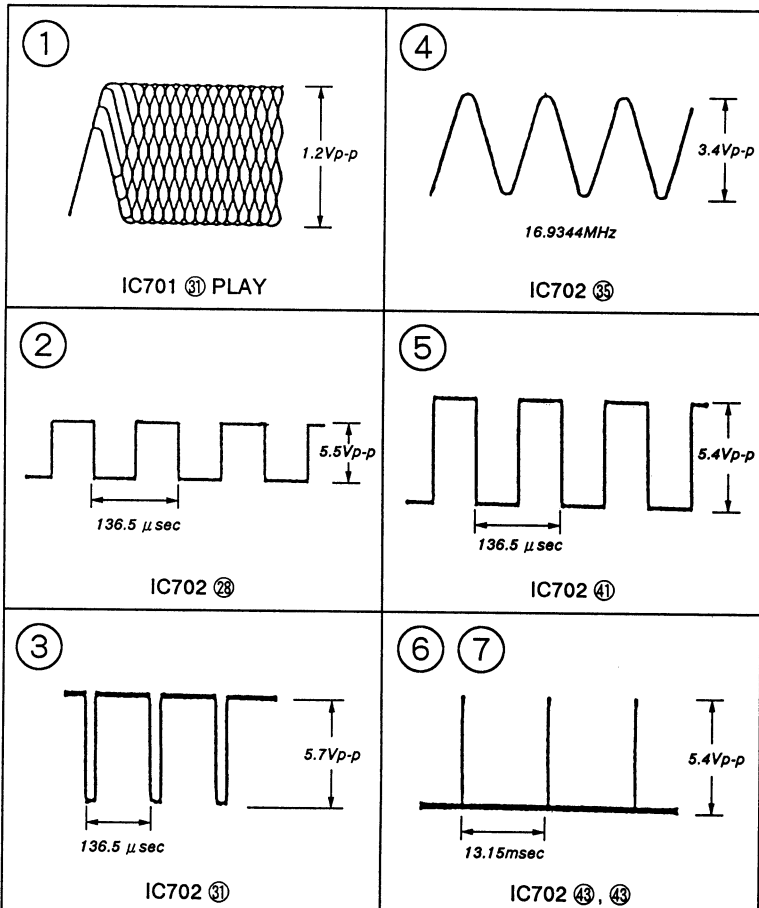 ①
1.2Vp-p
IC701 ㉛ PLAY
②
5.5Vp-p
136.5 μsec
IC702 ㉘
③
5.7Vp-p
136.5 μsec
IC702 ㉛
④
3.4Vp-p
16.9344MHz
IC702 ㉟
⑤
5.4Vp-p
136.5 μsec
IC702 ㊶
⑥ ⑦
5.4Vp-p
13.15msec
IC702 ㊸, ㊸